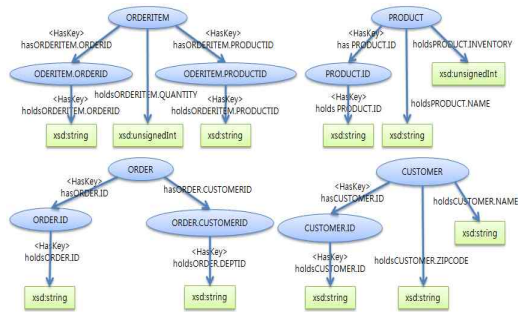 ORDERITEM
<HasKey>
hasORDERITEM.ORDERID
<HasKey>
hasORDERITEM.PRODUCTID
ODERITEM.ORDERID
ODERITEM.PRODUCTID
<HasKey>
holdsORDERITEM.ORDERID
holdsORDERITEM.QUANTITY
<HasKey>
holdsORDERITEM.PRODUCTID
xsd:string
xsd:unsignedInt
xsd:string
PRODUCT
<HasKey>
has PRODUCT.ID
holdsPRODUCT.INVENTORY
PRODUCT.ID
xsd:unsignedInt
<HasKey>
holds PRODUCT.ID
holdsPRODUCT.NAME
xsd:string
xsd:string
ORDER
<HasKey>
hasORDER.ID
hasORDER.CUSTOMERID
ORDER.ID
ORDER.CUSTOMERID
<HasKey>
holdsORDER.ID
<HasKey>
holdsORDER.DEPTID
xsd:string
xsd:string
CUSTOMER
<HasKey>
hasCUSTOMER.ID
holdsCUSTOMER.NAME
CUSTOMER.ID
xsd:string
<HasKey>
holdsCUSTOMER.ID
holdsCUSTOMER.ZIPCODE
xsd:string
xsd:string